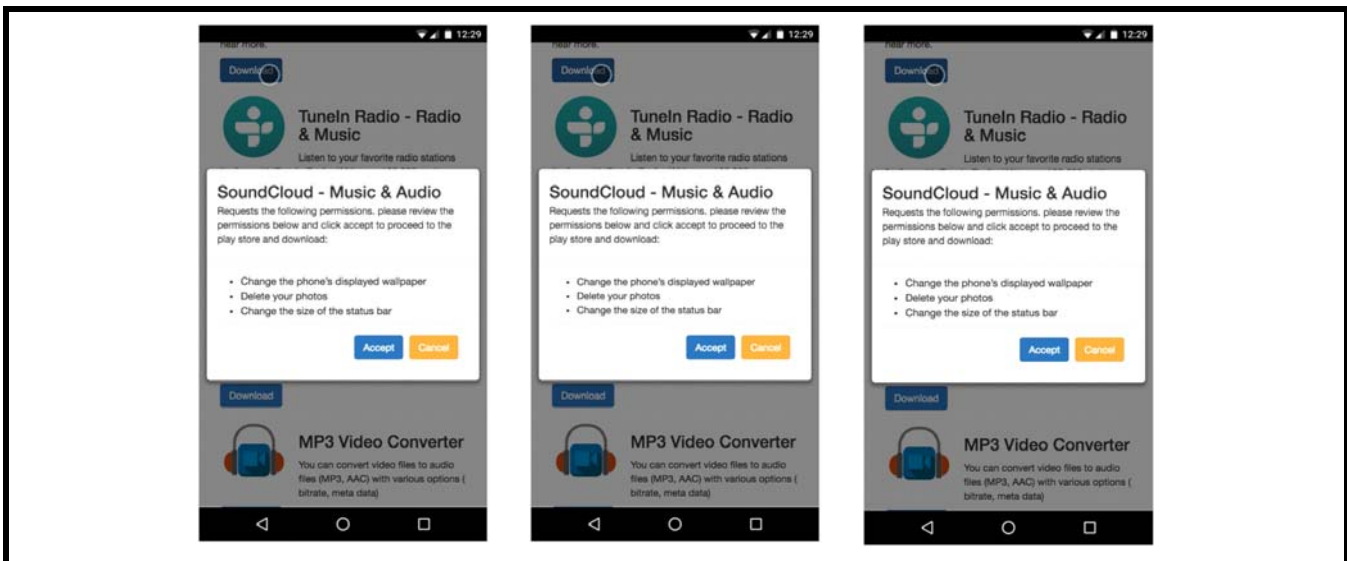 12:29
hear more.
Download
TuneIn Radio - Radio
& Music
Listen to your favorite radio stations
SoundCloud - Music & Audio
Requests the following permissions. please review the
permissions below and click accept to proceed to the
play store and download:
• Change the phone's displayed wallpaper
• Delete your photos
• Change the size of the status bar
Accept Cancel
Download
MP3 Video Converter
You can convert video files to audio
files (MP3, AAC) with various options (
bitrate, meta data)
12:29
hear more.
Download
TuneIn Radio - Radio
& Music
Listen to your favorite radio stations
SoundCloud - Music & Audio
Requests the following permissions. please review the
permissions below and click accept to proceed to the
play store and download:
• Change the phone's displayed wallpaper
• Delete your photos
• Change the size of the status bar
Accept Cancel
Download
MP3 Video Converter
You can convert video files to audio
files (MP3, AAC) with various options (
bitrate, meta data)
12:29
hear more.
Download
TuneIn Radio - Radio
& Music
Listen to your favorite radio stations
SoundCloud - Music & Audio
Requests the following permissions. please review the
permissions below and click accept to proceed to the
play store and download:
• Change the phone's displayed wallpaper
• Delete your photos
• Change the size of the status bar
Accept Cancel
Download
MP3 Video Converter
You can convert video files to audio
files (MP3, AAC) with various options (
bitrate, meta data)